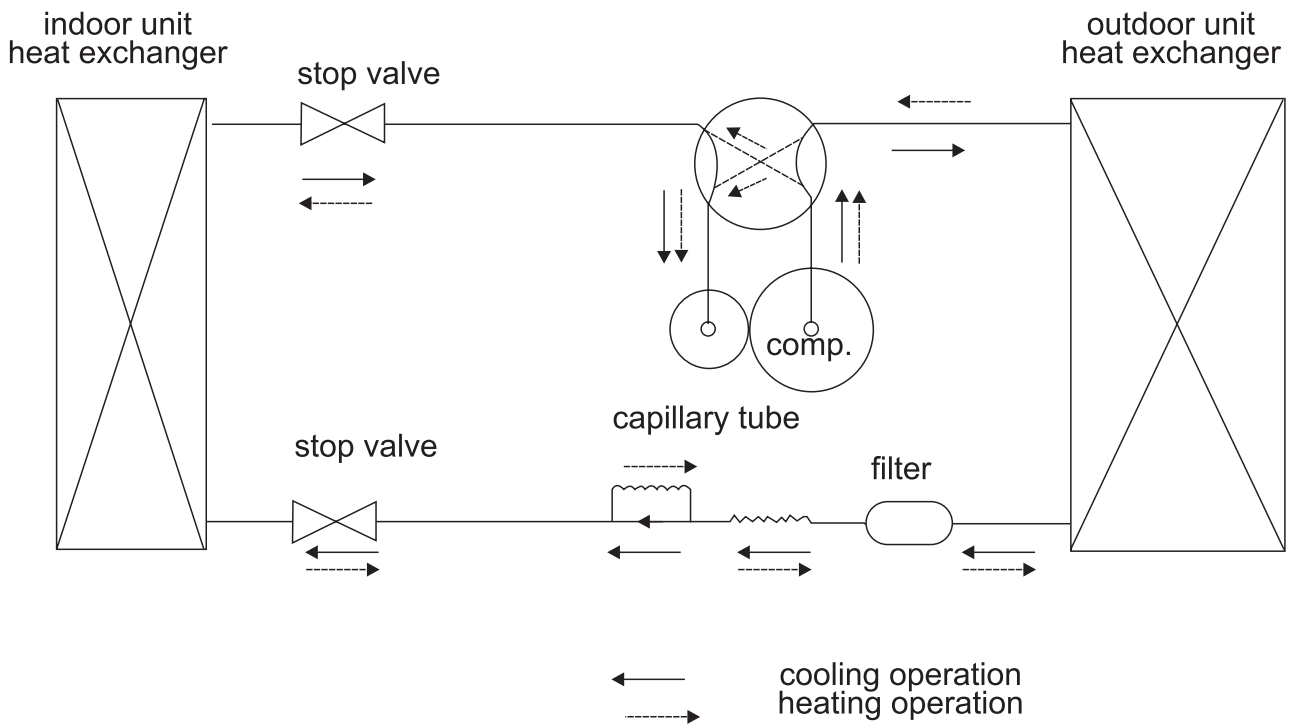 indoor unit
heat exchanger
outdoor unit
heat exchanger
stop valve
comp.
capillary tube
stop valve
filter
cooling operation
heating operation